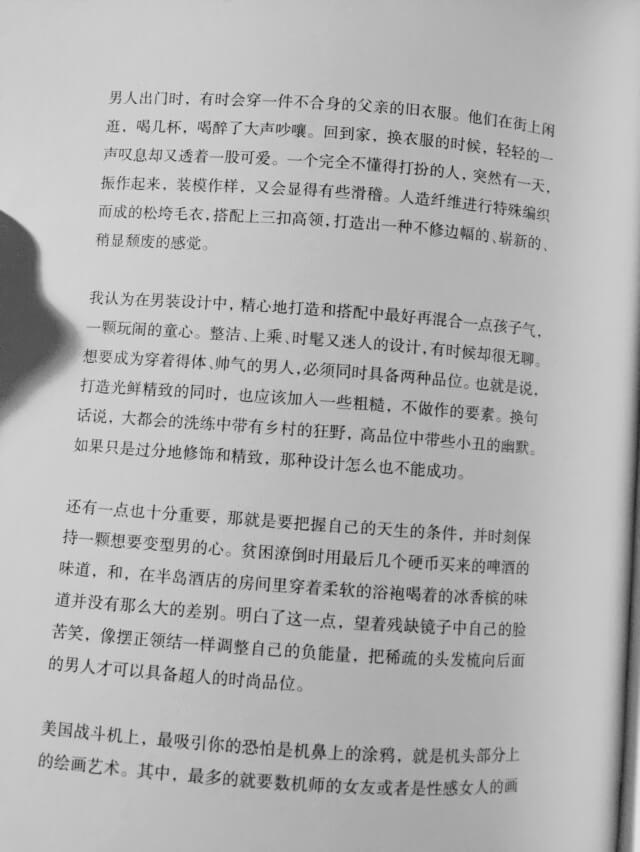 男人出门时，有时会穿一件不合身的父亲的旧衣服。他们在街上闲
逛，喝几杯，喝醉了大声吵嚷。回到家，换衣服的时候，轻轻的一
声叹息却又透着一股可爱。一个完全不懂得打扮的人，突然有一天，
振作起来，装模作样，又会显得有些滑稽。人造纤维进行特殊编织
而成的松垮毛衣，搭配上三扣高领，打造出一种不修边幅的、崭新的、
稍显颓废的感觉。
我认为在男装设计中，精心地打造和搭配中最好再混合一点孩子气，
一颗玩闹的童心。整洁、上乘、时髦又迷人的设计，有时候却很无聊。
想要成为穿着得体、帅气的男人，必须同时具备两种品位。也就是说，
打造光鲜精致的同时，也应该加入一些粗糙，不做作的要素。换句
话说，大都会的洗练中带有乡村的狂野，高品位中带些小丑的幽默。
如果只是过分地修饰和精致，那种设计怎么也不能成功。
还有一点也十分重要，那就是要把握自己的天生的条件，并时刻保
持一颗想要变型男的心。贫困潦倒时用最后几个硬币买来的啤酒的
味道，和，在半岛酒店的房间里穿着柔软的浴袍喝着的冰香槟的味
道并没有那么大的差别。明白了这一点，望着残缺镜子中自己的脸
苦笑，像摆正领结一样调整自己的负能量，把稀疏的头发梳向后面
的男人才可以具备超人的时尚品位。
美国战斗机上，最吸引你的恐怕是机鼻上的涂鸦，就是机头部分上
的绘画艺术。其中，最多的就要数机师的女友或者是性感女人的画